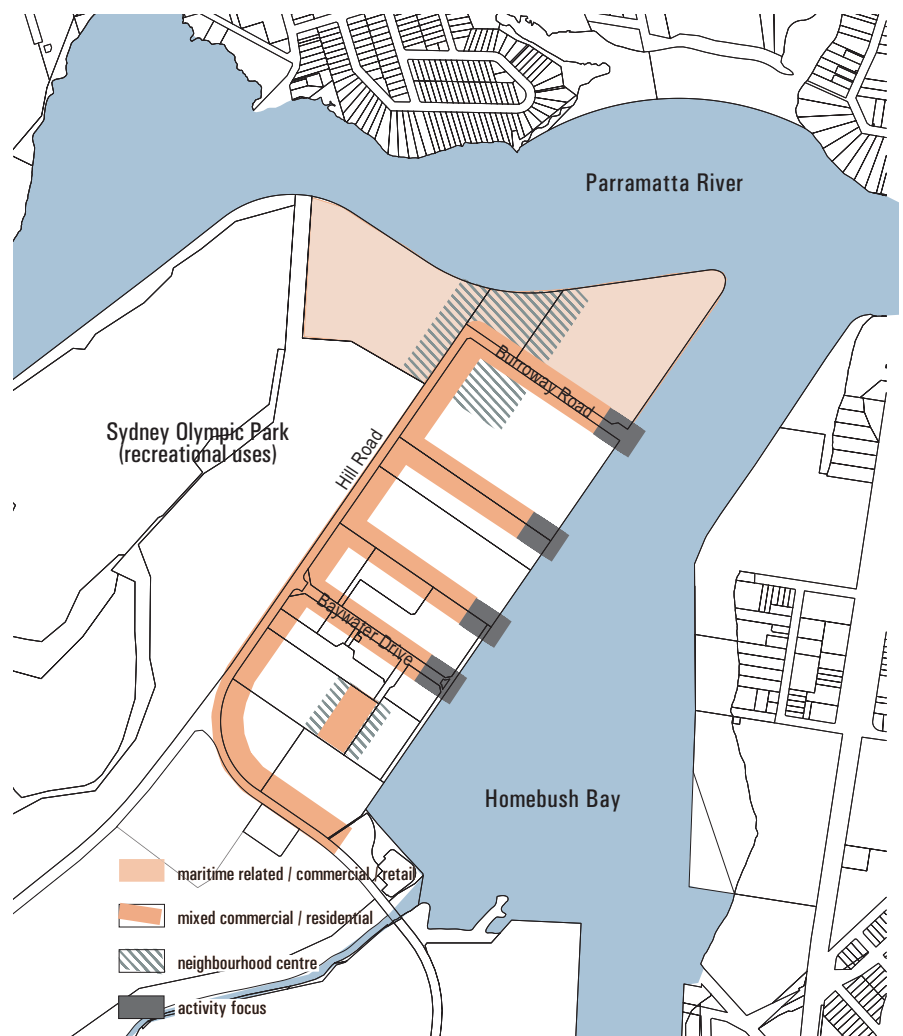 Parramatta River
Burroway Road
Sydney Olympic Park
(recreational uses)
Hill Road
Baywater Drive
Homebush Bay
maritime related / commercial / retail
mixed commercial / residential
neighbourhood centre
activity focus